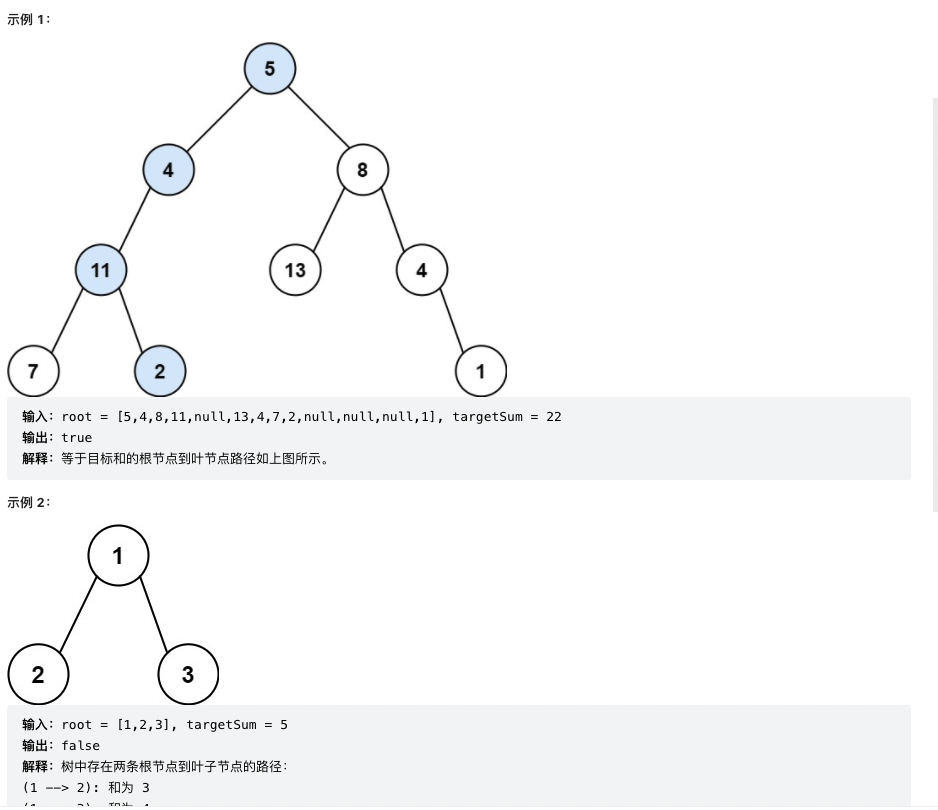 示例 1:
5
4
8
11
13
4
7
2
1
输入: root = [5,4,8,11,null,13,4,7,2,null,null,null,1], targetSum = 22
输出: true
解释: 等于目标和的根节点到叶节点路径如上图所示。
示例 2:
1
2
3
输入: root = [1,2,3], targetSum = 5
输出: false
解释: 树中存在两条根节点到叶子节点的路径:
(1 --> 2): 和为 3